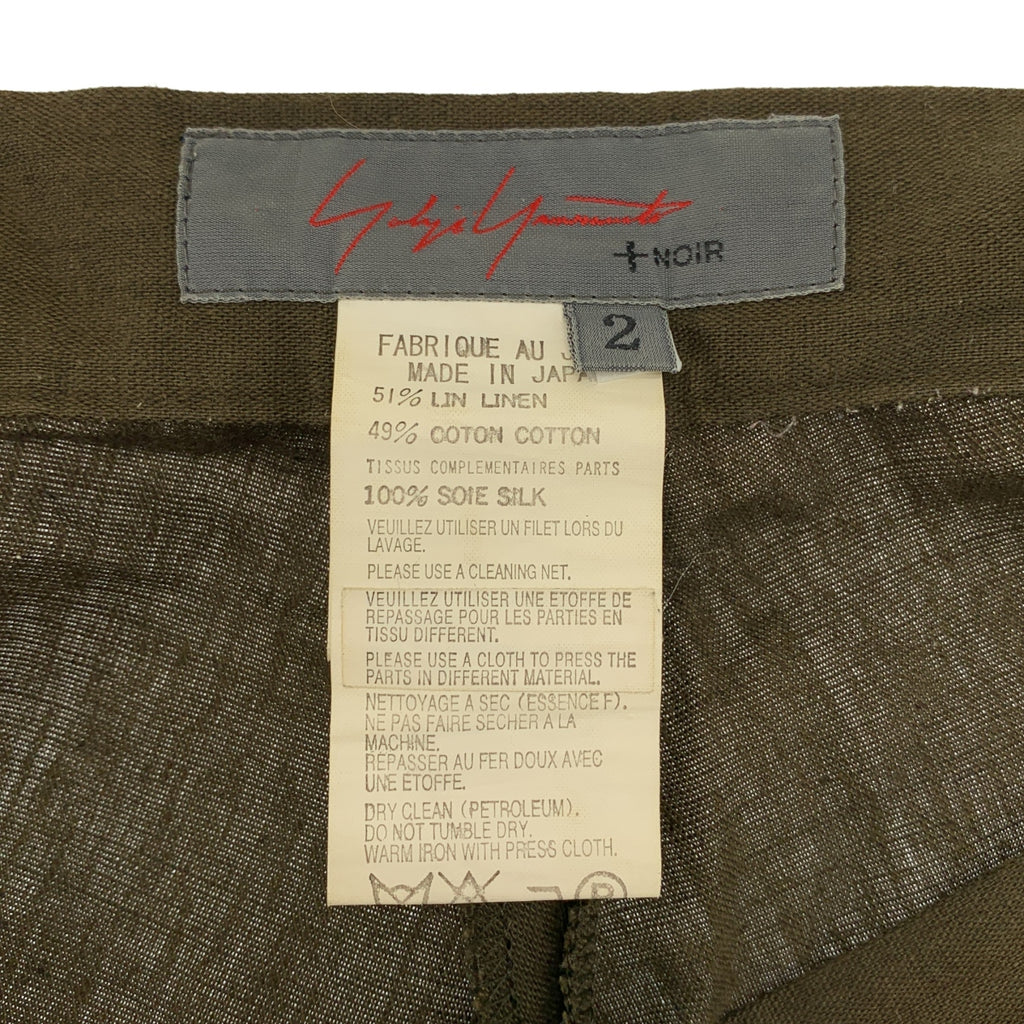 Yohji Yamamoto
+NOIR
2
FABRIQUE AU J
MADE IN JAPA
51% LIN LINEN
49% COTON COTTON
TISSUS COMPLEMENTAIRES PARTS
100% SOIE SILK
VEUILLEZ UTILISER UN FILET LORS DU
LAVAGE.
PLEASE USE A CLEANING NET.
VEUILLEZ UTILISER UNE ETOFFE DE
REPASSAGE POUR LES PARTIES EN
TISSU DIFFERENT.
PLEASE USE A CLOTH TO PRESS THE
PARTS IN DIFFERENT MATERIAL.
NETTOYAGE A SEC (ESSENCE F).
NE PAS FAIRE SECHER A LA
MACHINE.
REPASSER AU FER DOUX AVEC
UNE ETOFFE.
DRY CLEAN (PETROLEUM).
DO NOT TUMBLE DRY.
WARM IRON WITH PRESS CLOTH.
P